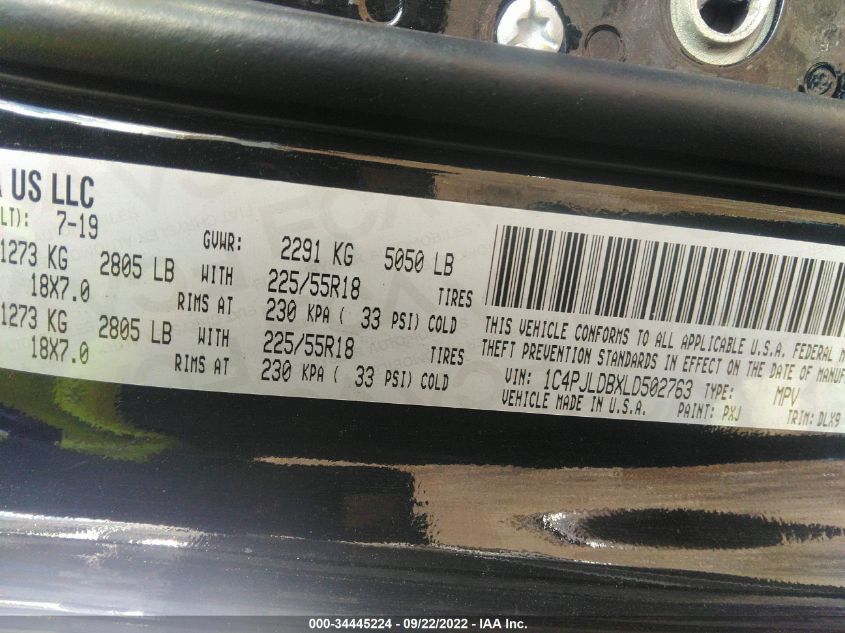 A US LLC
LT): 7-19
GVWR: 2291 KG 5050 LB
1273 KG 2805 LB WITH 225/55R18 TIRES
18X7.0 RIMS AT 230 KPA ( 33 PSI) COLD
1273 KG 2805 LB WITH 225/55R18 TIRES
18X7.0 RIMS AT 230 KPA ( 33 PSI) COLD
THIS VEHICLE CONFORMS TO ALL APPLICABLE U.S.A. FEDERAL M
THEFT PREVENTION STANDARDS IN EFFECT ON THE DATE OF MANUF
VIN: 1C4PJLDBXLD502763 TYPE: MPV
VEHICLE MADE IN U.S.A. PAINT: PXJ TRIM: DLX9
000-34445224 - 09/22/2022 - IAA Inc.